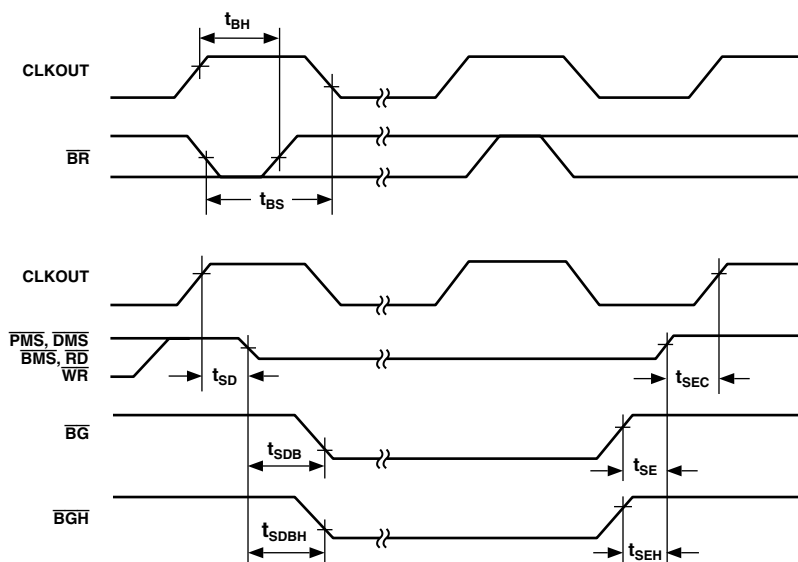 tBH
CLKOUT
BR
tBS
CLKOUT
PMS, DMS
BMS, RD
WR
tSD
tSEC
BG
tSDB
tSE
BGH
tSDBH
tSEH